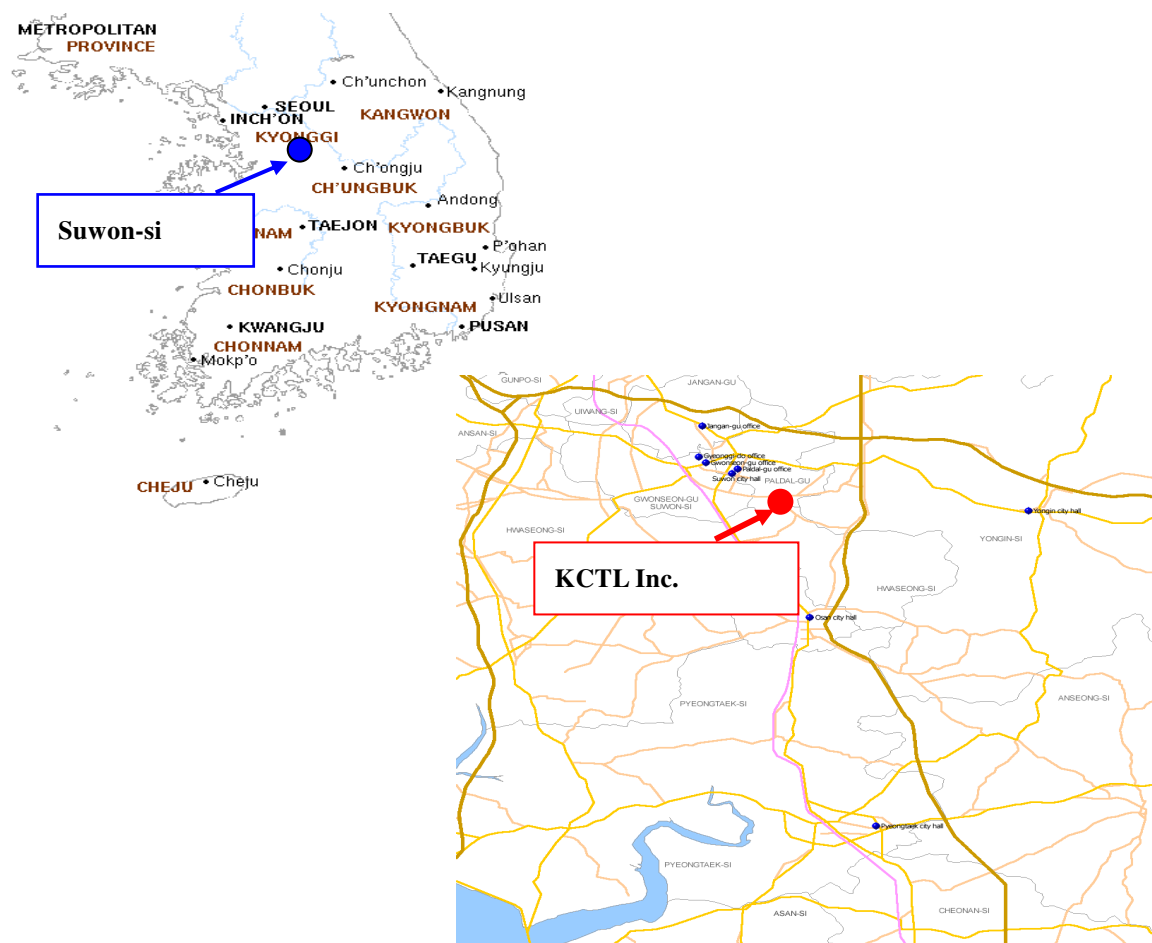 METROPOLITAN
PROVINCE
Ch'unchon
Kangnung
SEOUL
KANGWON
INCH'ON
KYONGGI
Ch'ongju
CH'UNGBUK
Andong
Suwon-si
NAM
TAEJON
KYONGBUK
P'ohan
TAEGU
Kyungju
Chonju
CHONBUK
Ulsan
KYONGNAM
KWANGJU
PUSAN
CHONNAM
Mokp'o
CHEJU
Cheju
GUNPO-SI
JANGAN-GU
UIWANG-SI
Jangan-gu office
ANSAN-SI
Gyeonggi-do office
Gwonseon-gu office
Paldal-gu office
Suwon city hall
PALDAL-GU
GWONSEON-GU
SUWON-SI
Yongin city hall
HWASEONG-SI
YONGIN-SI
KCTL Inc.
HWASEONG-SI
Osan city hall
ANSEONG-SI
PYEONGTAEK-SI
Pyeongtaek city hall
PYEONGTAEK-SI
ASAN-SI
CHEONAN-SI